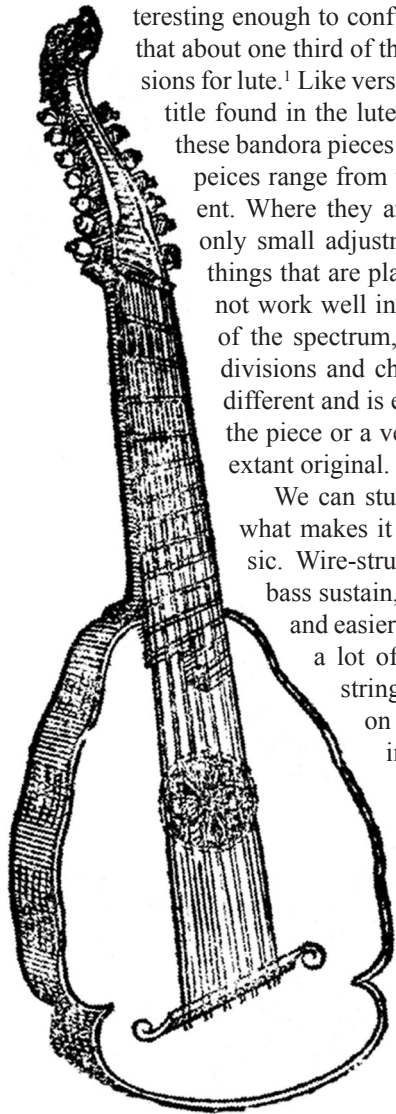 teresting enough to conf
that about one third of th
sions for lute.¹ Like vers
title found in the lute
these bandora pieces
peices range from
ent. Where they a
only small adjustm
things that are pla
not work well in
of the spectrum,
divisions and ch
different and is e
the piece or a ve
extant original.
We can stu
what makes it
sic. Wire-stru
bass sustain,
and easier
a lot of
string
on
in